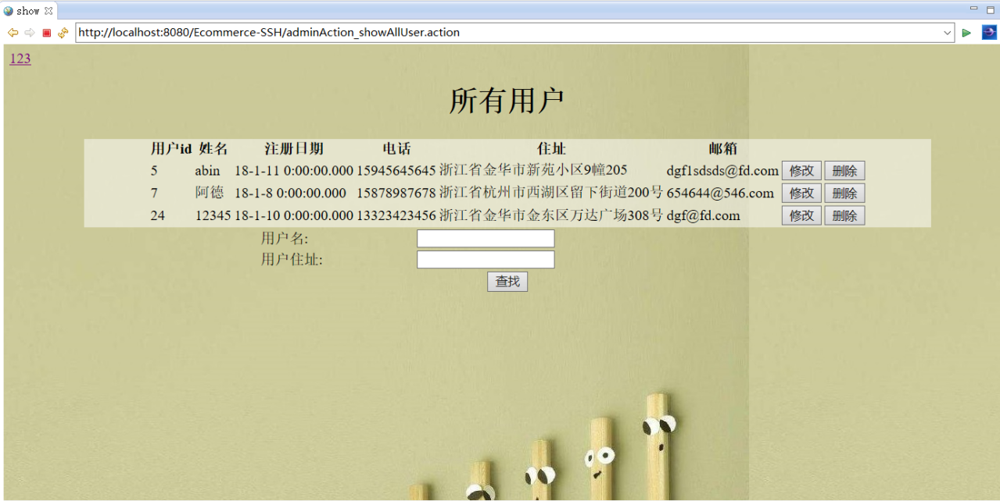 show
http://localhost:8080/Ecommerce-SSH/adminAction_showAllUser.action
123
所有用户
用户id 姓名 注册日期 电话 住址 邮箱
5 abin 18-1-11 0:00:00.000 15945645645 浙江省金华市新苑小区9幢205 dgf1sdsds@fd.com 修改 删除
7 阿德 18-1-8 0:00:00.000 15878987678 浙江省杭州市西湖区留下街道200号 654644@546.com 修改 删除
24 12345 18-1-10 0:00:00.000 13323423456 浙江省金华市金东区万达广场308号 dgf@fd.com 修改 删除
用户名:
用户住址:
查找